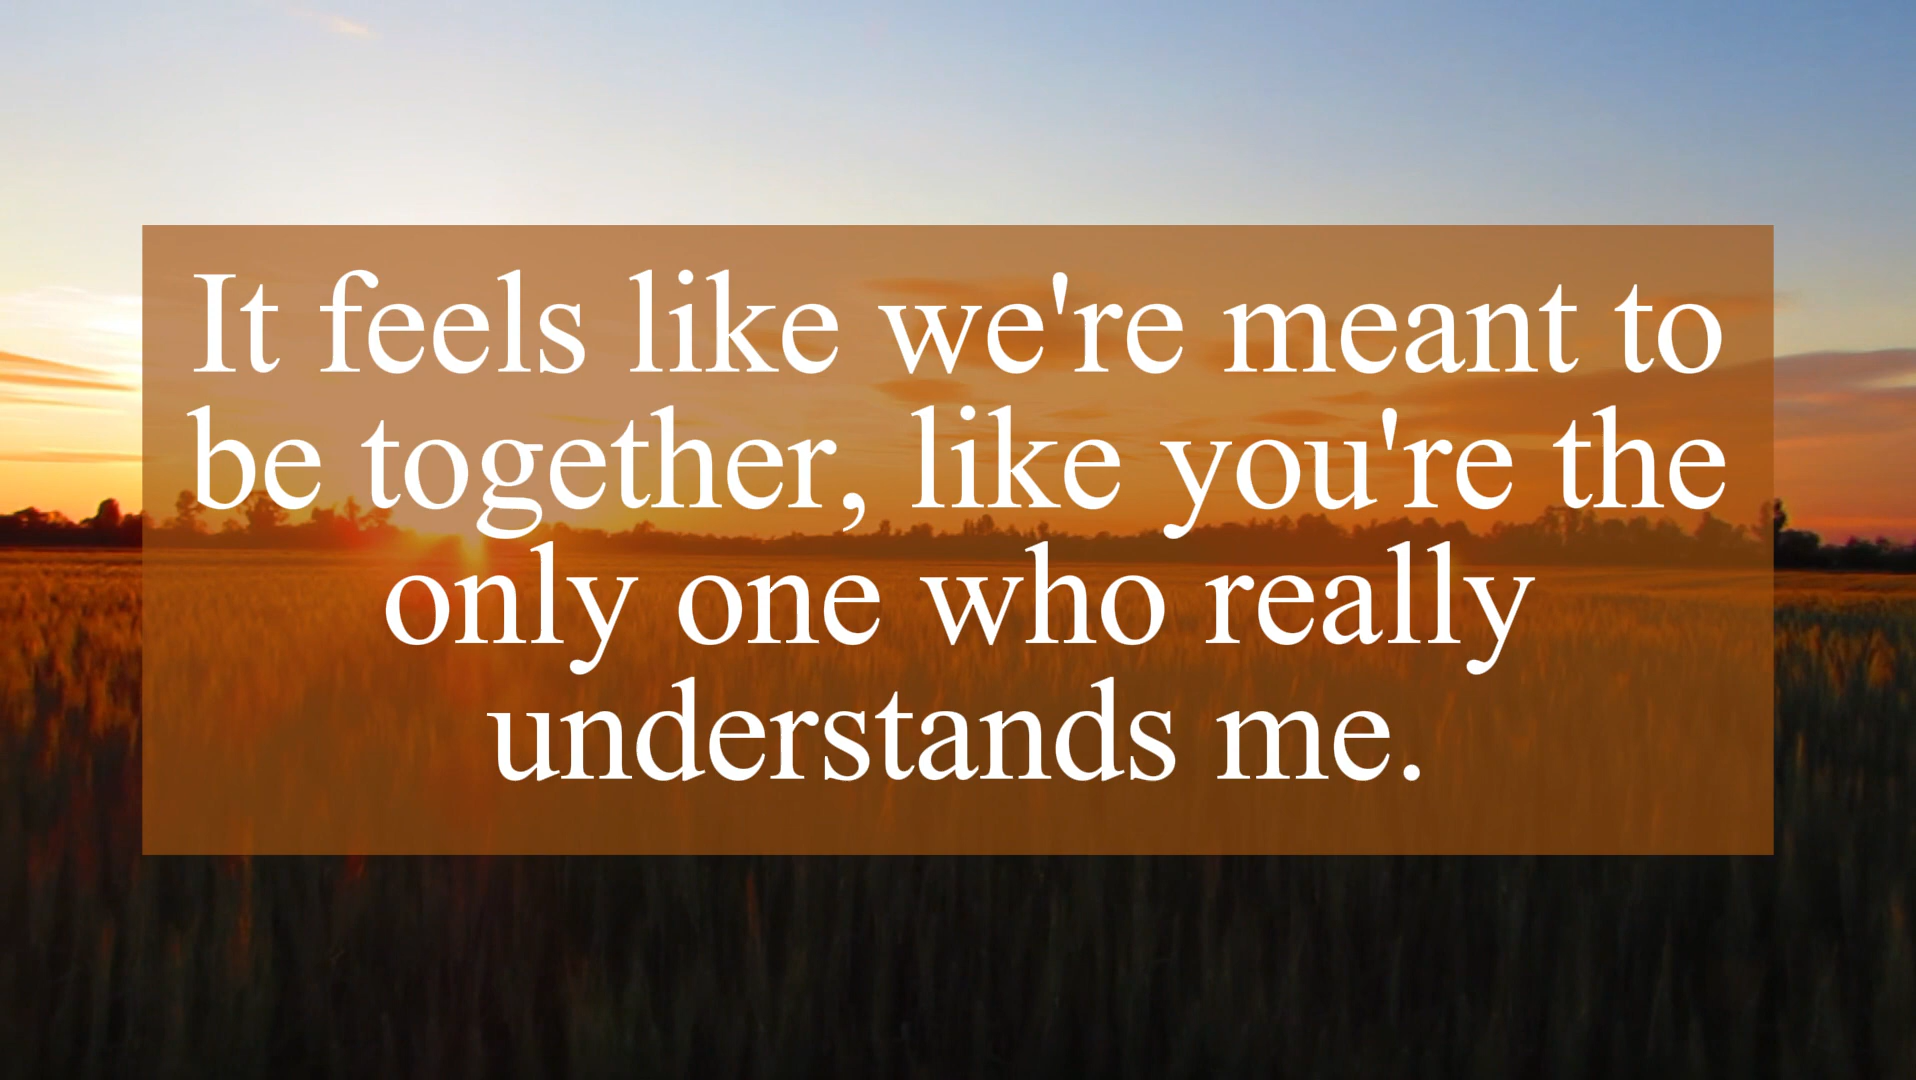 It feels like we're meant to
be together, like you're the
only one who really
understands me.